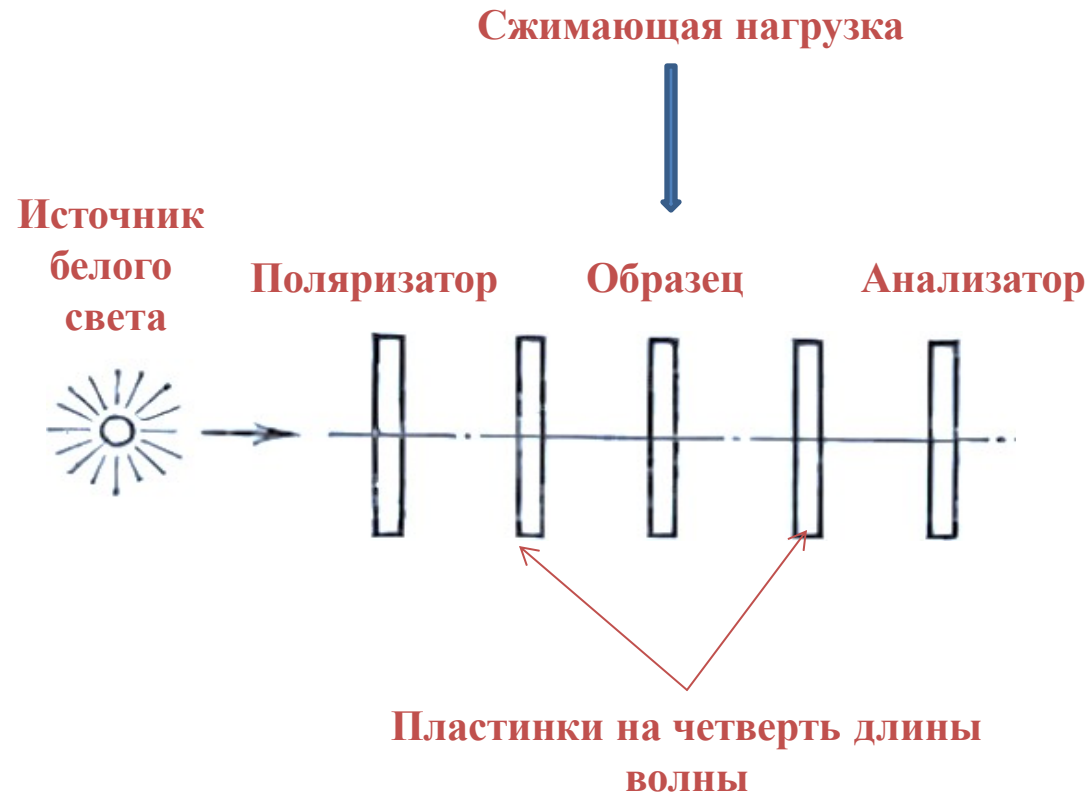 Сжимающая нагрузка
Источник
белого
света
Поляризатор
Образец
Анализатор
Пластинки на четверть длины
волны